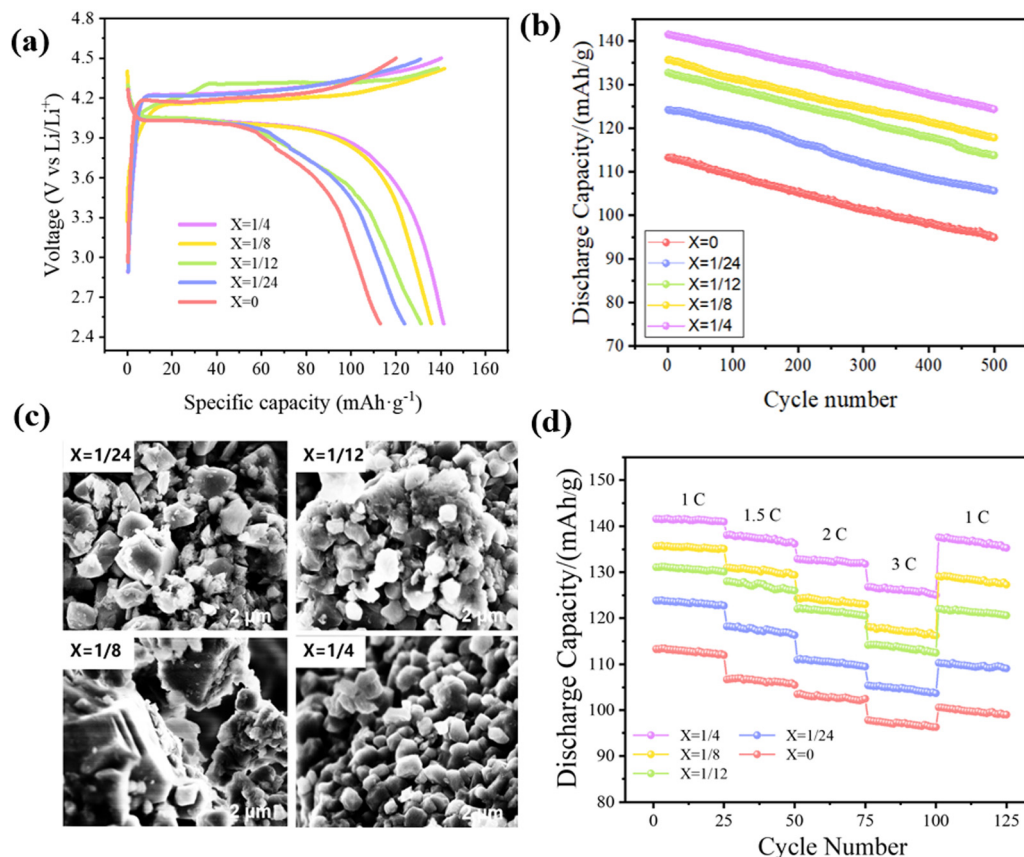 (a)
4.8
4.5
4.2
3.9
3.6
3.3
3.0
2.7
2.4
Voltage (V vs Li/Li⁺)
X=1/4
X=1/8
X=1/12
X=1/24
X=0
0 20 40 60 80 100 120 140 160
Specific capacity (mAh·g⁻¹)
(b)
140
130
120
110
100
90
80
70
Discharge Capacity/(mAh/g)
X=0
X=1/24
X=1/12
X=1/8
X=1/4
0 100 200 300 400 500
Cycle number
(c)
X=1/24
2 μm
X=1/12
2 μm
X=1/8
2 μm
X=1/4
2 μm
(d)
150
140
130
120
110
100
90
80
Discharge Capacity/(mAh/g)
1 C
1.5 C
2 C
3 C
1 C
X=1/4
X=1/8
X=1/12
X=1/24
X=0
0 25 50 75 100 125
Cycle Number